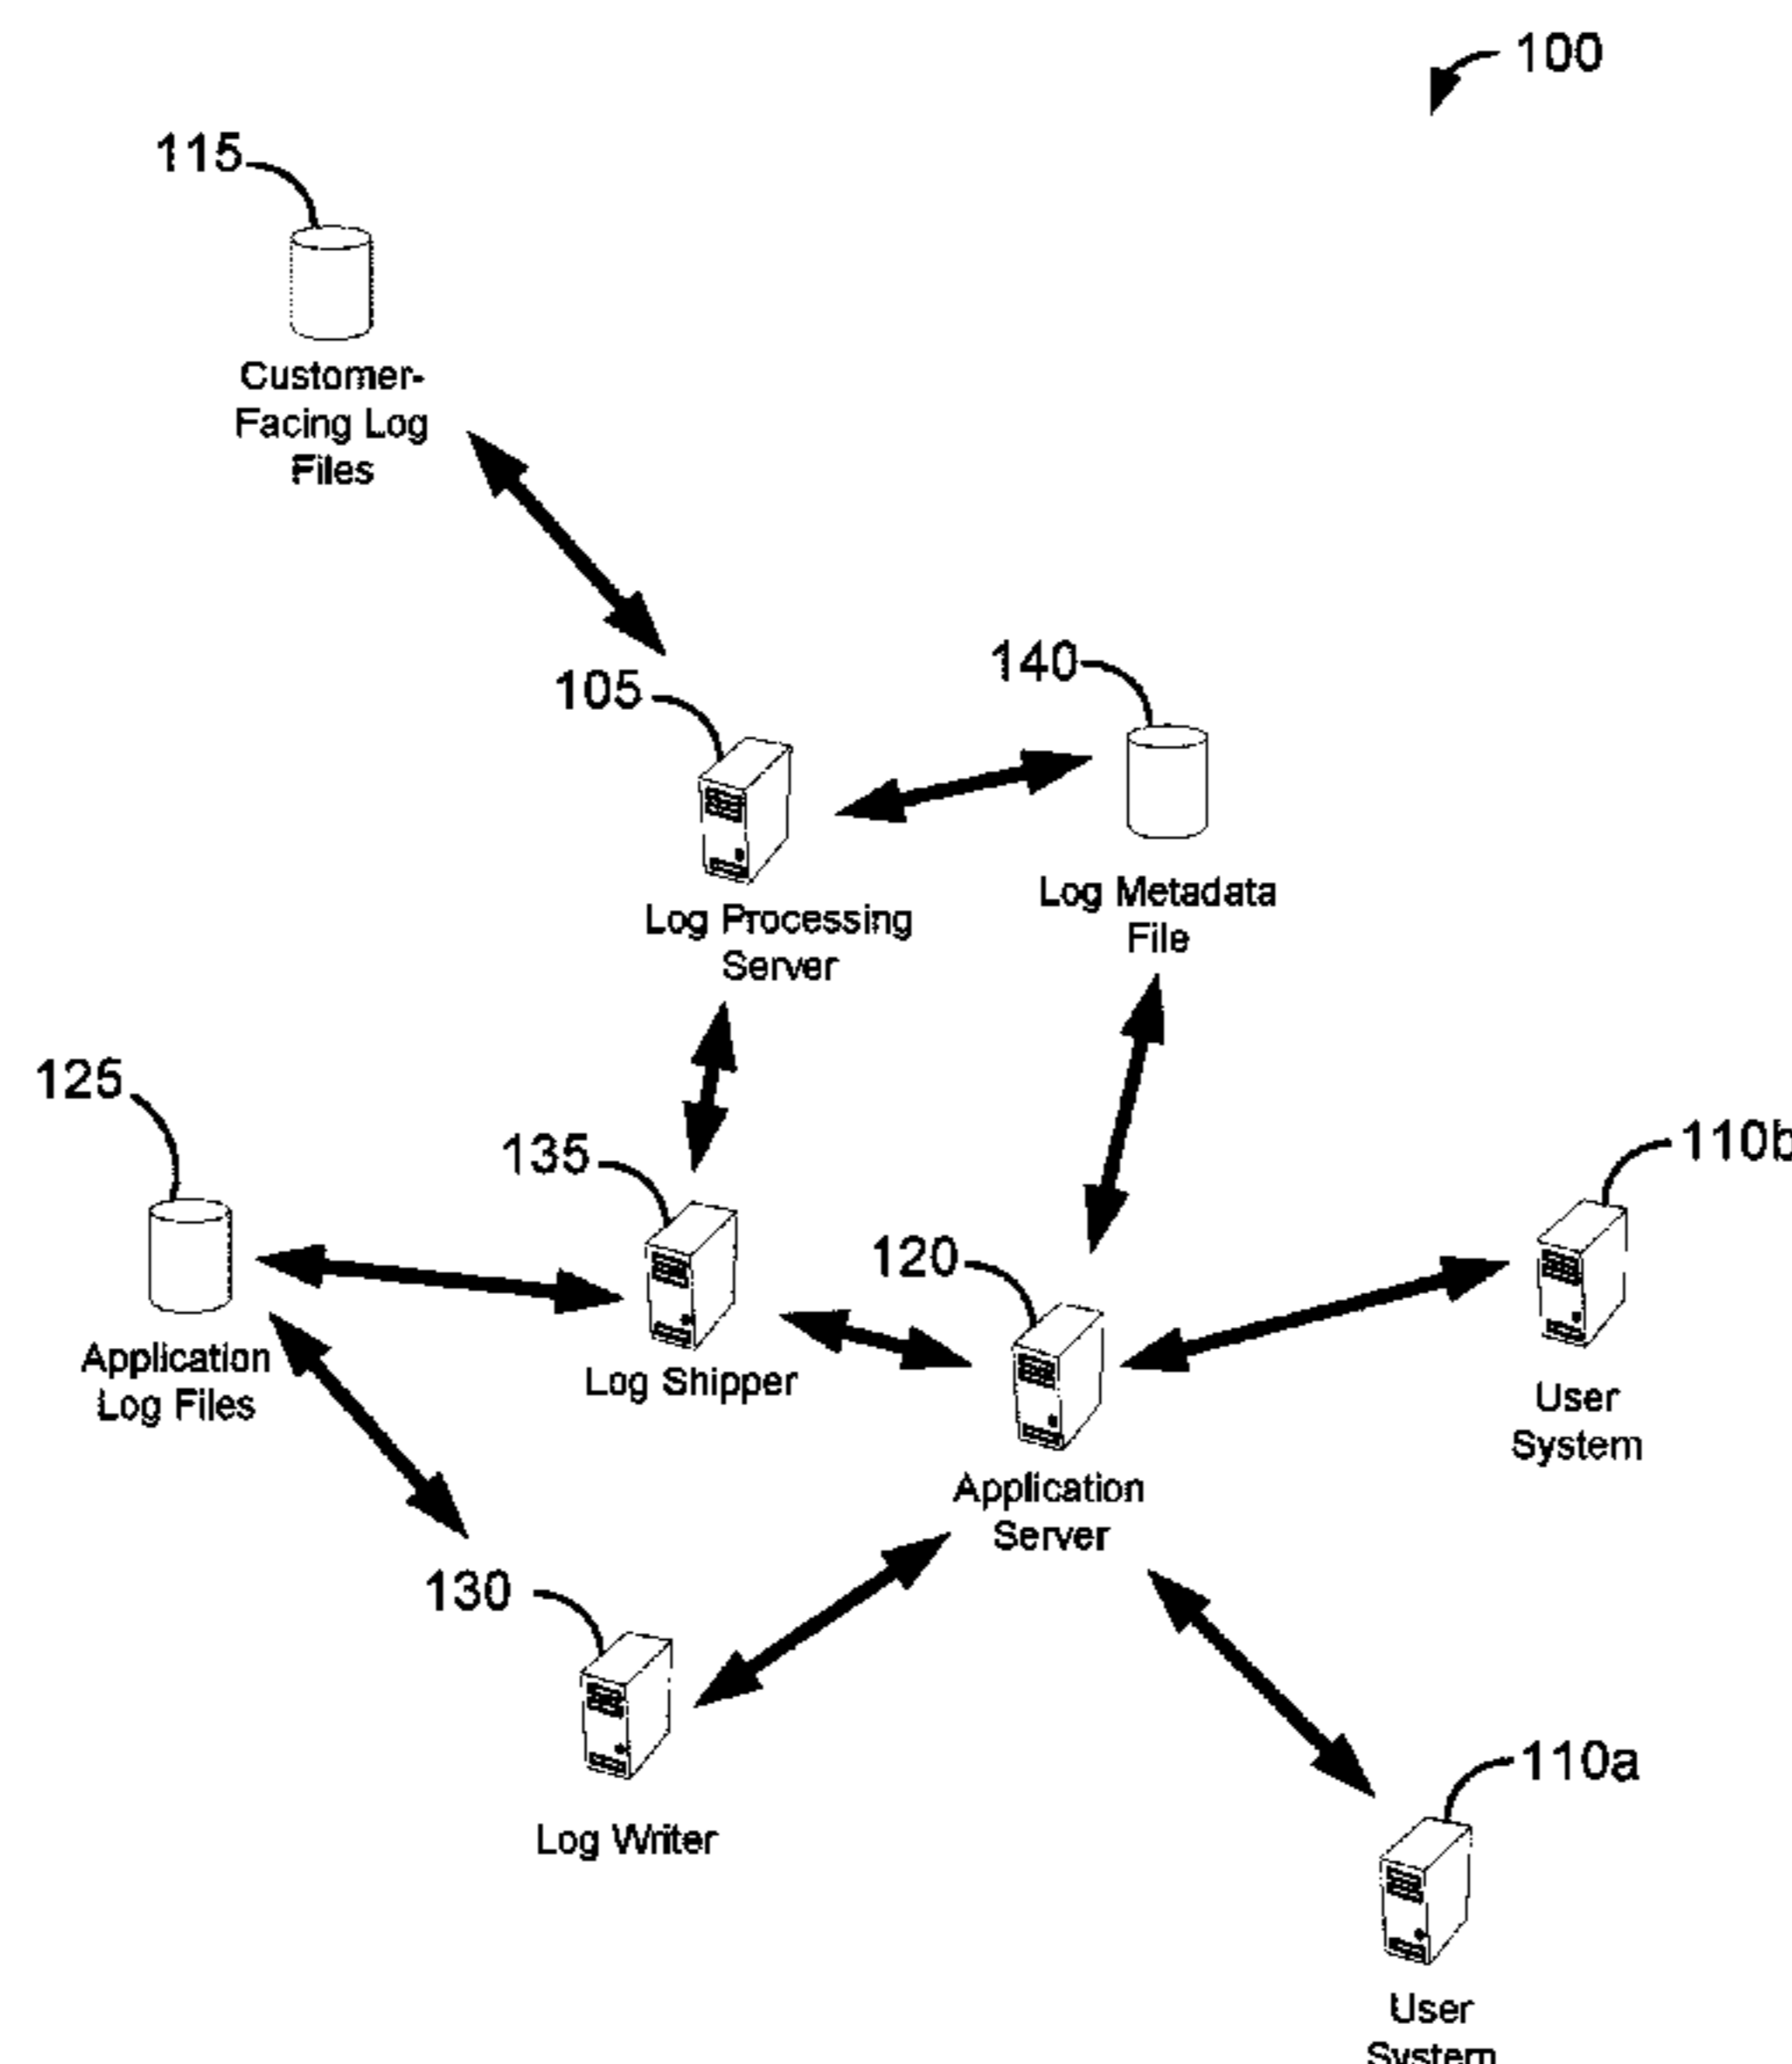 100
115
Customer-
Facing Log
Files
105
140
Log Processing
Server
Log Metadata
File
125
135
120
110b
Application
Log Files
Log Shipper
User
System
Application
Server
130
Log Writer
110a
User
System